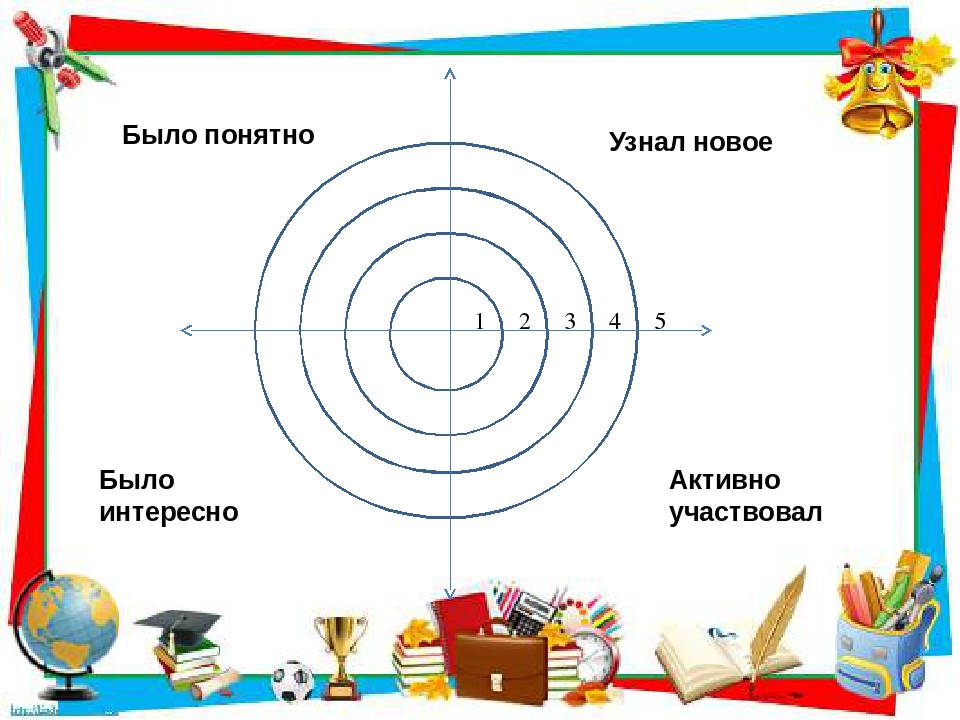 Было понятно
Узнал новое
1 2 3 4 5
Было
интересно
Активно
участвовал